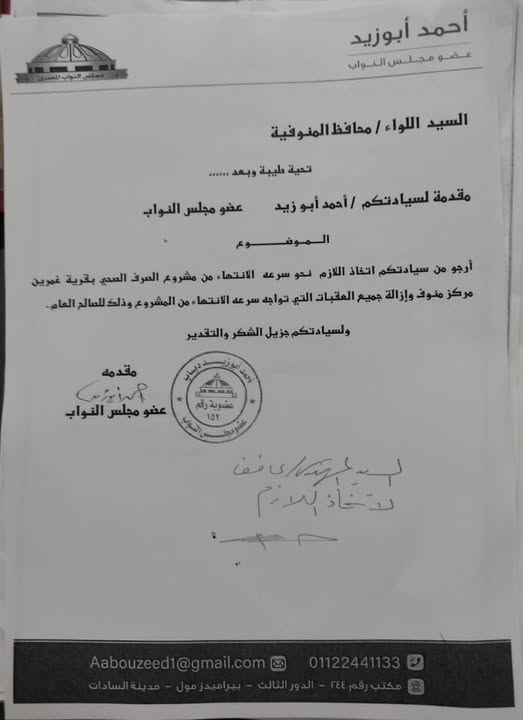 أحمد أبوزيد
عضو مجلس النواب
مجلس النواب المصري
السيد اللواء / محافظ المنوفية
تحية طيبة وبعد ......
مقدمة لسيادتكم / أحمد أبو زيد عضو مجلس النواب
الموضوع
أرجو من سيادتكم اتخاذ اللازم نحو سرعه الانتهاء من مشروع الصرف الصحي بقرية غمرين
مركز منوف وإزالة جميع العقبات التي تواجه سرعه الانتهاء من المشروع وذلك للصالح العام.
ولسيادتكم جزيل الشكر والتقدير
مقدمه
عضو مجلس النواب
أحمد أبوزيد دياب
عضوية رقم
١٥٢
عضو مجلس النواب
السيد المهندس /
لاتخاذ اللازم
Aabouzeed1@gmail.com 01122441133
مكتب رقم ٢٤٤ - الدور الثالث - بيراميدز مول - مدينة السادات